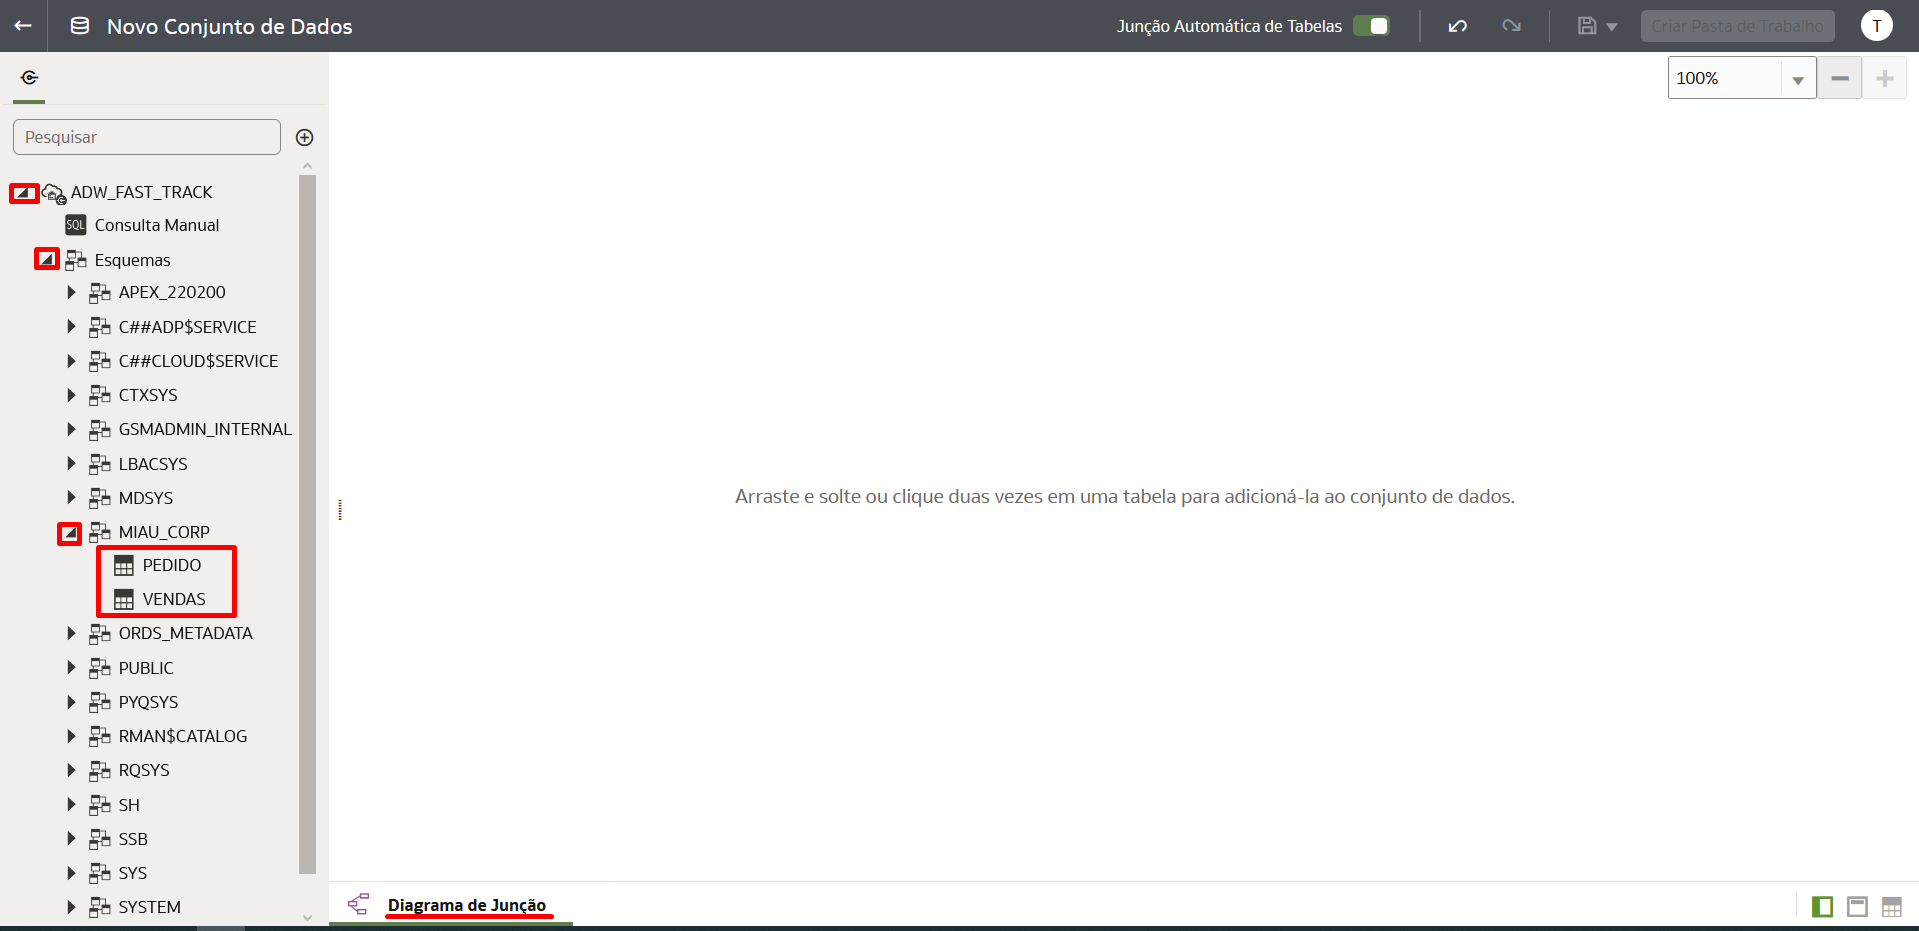 Novo Conjunto de Dados
Junção Automática de Tabelas
Criar Pasta de Trabalho
T
100%
Pesquisar
ADW_FAST_TRACK
SQL Consulta Manual
Esquemas
APEX_220200
C##ADP$SERVICE
C##CLOUD$SERVICE
CTXSYS
GSMADMIN_INTERNAL
LBACSYS
MDSYS
MIAU_CORP
PEDIDO
VENDAS
ORDS_METADATA
PUBLIC
PYQSYS
RMAN$CATALOG
RQSYS
SH
SSB
SYS
SYSTEM
Arraste e solte ou clique duas vezes em uma tabela para adicioná-la ao conjunto de dados.
Diagrama de Junção